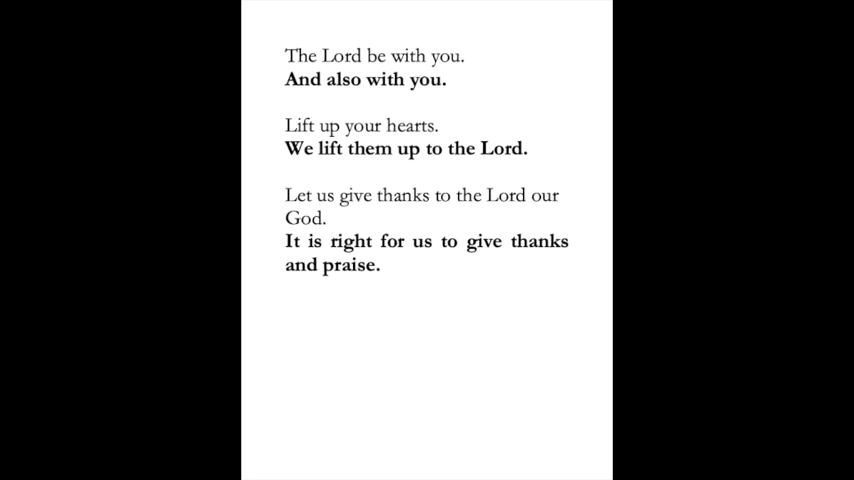 The Lord be with you.
And also with you.
Lift up your hearts.
We lift them up to the Lord.
Let us give thanks to the Lord our
God.
It is right for us to give thanks
and praise.